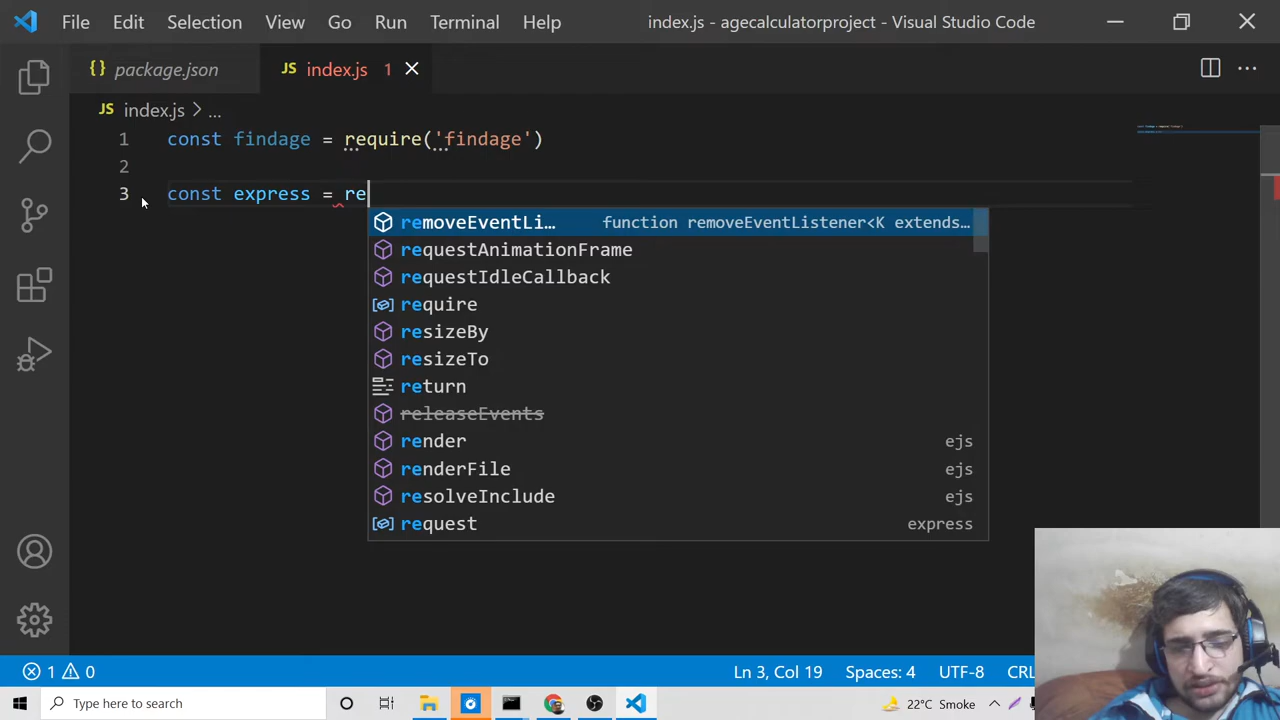 File Edit Selection View Go Run Terminal Help index.js - agecalculatorproject - Visual Studio Code
{} package.json JS index.js 1
JS index.js > ...
1 const findage = require('findage')
2
3 const express = re
removeEventLi... function removeEventListener<K extends...
requestAnimationFrame
requestIdleCallback
require
resizeBy
resizeTo
return
releaseEvents
render ejs
renderFile ejs
resolveInclude ejs
request express
1 0 Ln 3, Col 19 Spaces: 4 UTF-8 CRL
Type here to search 22°C Smoke